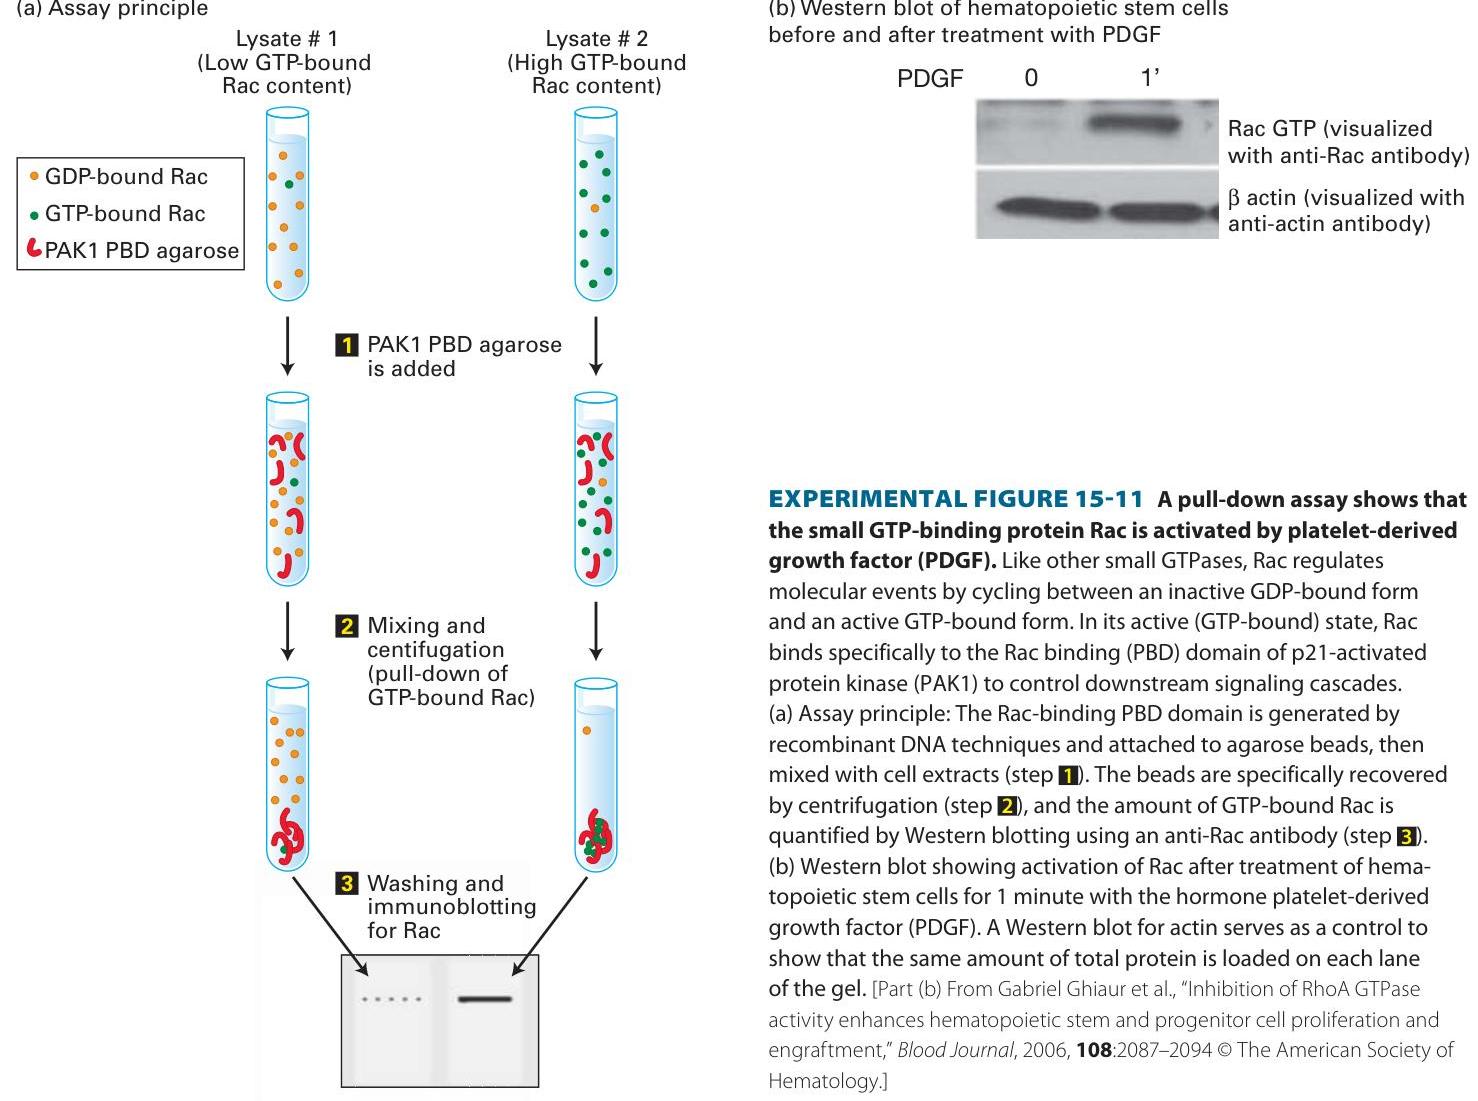 (a) Assay principle
Lysate # 1
(Low GTP-bound
Rac content)
Lysate # 2
(High GTP-bound
Rac content)
GDP-bound Rac
GTP-bound Rac
PAK1 PBD agarose
1 PAK1 PBD agarose
is added
2 Mixing and
centifugation
(pull-down of
GTP-bound Rac)
3 Washing and
immunoblotting
for Rac
(b) Western blot of hematopoietic stem cells
before and after treatment with PDGF
PDGF 0 1’
Rac GTP (visualized
with anti-Rac antibody)
β actin (visualized with
anti-actin antibody)
EXPERIMENTAL FIGURE 15-11 A pull-down assay shows that
the small GTP-binding protein Rac is activated by platelet-derived
growth factor (PDGF). Like other small GTPases, Rac regulates
molecular events by cycling between an inactive GDP-bound form
and an active GTP-bound form. In its active (GTP-bound) state, Rac
binds specifically to the Rac binding (PBD) domain of p21-activated
protein kinase (PAK1) to control downstream signaling cascades.
(a) Assay principle: The Rac-binding PBD domain is generated by
recombinant DNA techniques and attached to agarose beads, then
mixed with cell extracts (step 1). The beads are specifically recovered
by centrifugation (step 2), and the amount of GTP-bound Rac is
quantified by Western blotting using an anti-Rac antibody (step 3).
(b) Western blot showing activation of Rac after treatment of hema-
topoietic stem cells for 1 minute with the hormone platelet-derived
growth factor (PDGF). A Western blot for actin serves as a control to
show that the same amount of total protein is loaded on each lane
of the gel. [Part (b) From Gabriel Ghiaur et al., “Inhibition of RhoA GTPase
activity enhances hematopoietic stem and progenitor cell proliferation and
engraftment,” Blood Journal, 2006, 108:2087–2094 © The American Society of
Hematology.]